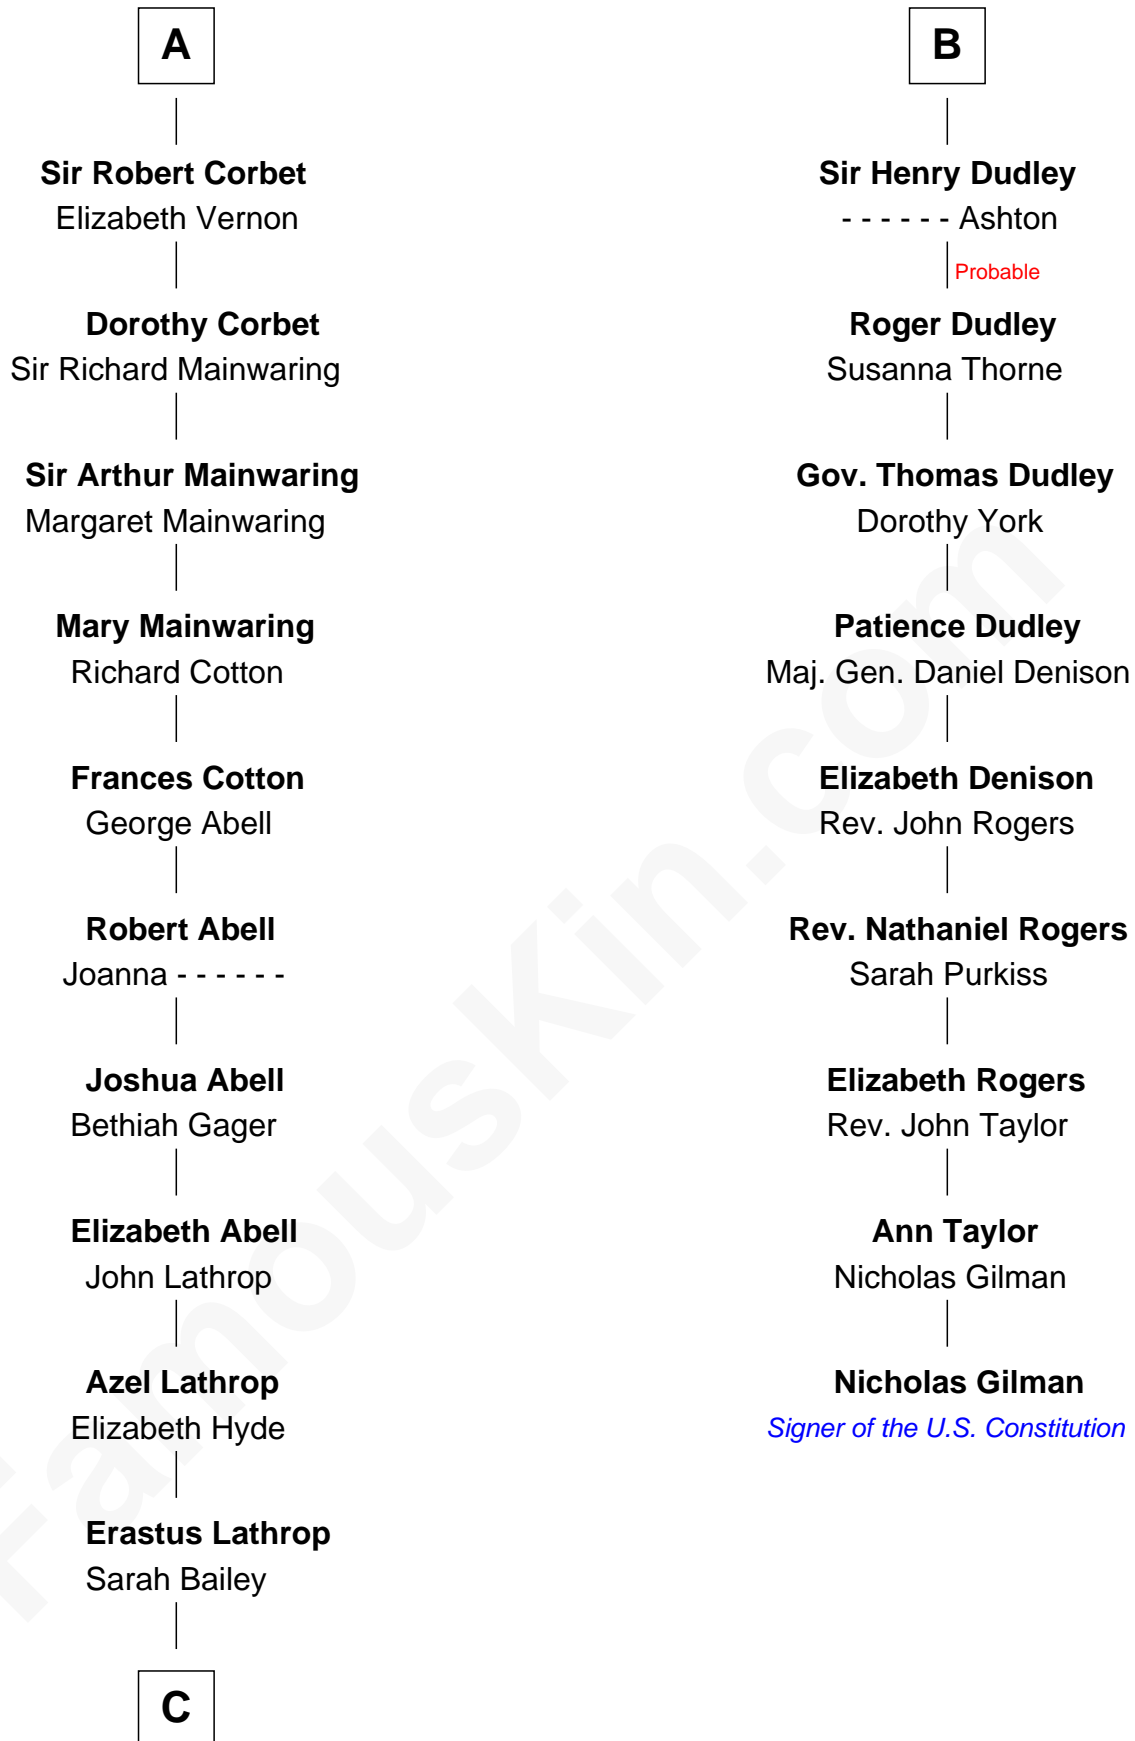 A
Sir Robert Corbet
Elizabeth Vernon
Dorothy Corbet
Sir Richard Mainwaring
Sir Arthur Mainwaring
Margaret Mainwaring
Mary Mainwaring
Richard Cotton
Frances Cotton
George Abell
Robert Abell
Joanna - - - - - -
Joshua Abell
Bethiah Gager
Elizabeth Abell
John Lathrop
Azel Lathrop
Elizabeth Hyde
Erastus Lathrop
Sarah Bailey
C
B
Sir Henry Dudley
- - - - - - Ashton
Probable
Roger Dudley
Susanna Thorne
Gov. Thomas Dudley
Dorothy York
Patience Dudley
Maj. Gen. Daniel Denison
Elizabeth Denison
Rev. John Rogers
Rev. Nathaniel Rogers
Sarah Purkiss
Elizabeth Rogers
Rev. John Taylor
Ann Taylor
Nicholas Gilman
Nicholas Gilman
Signer of the U.S. Constitution
FamousKin.com